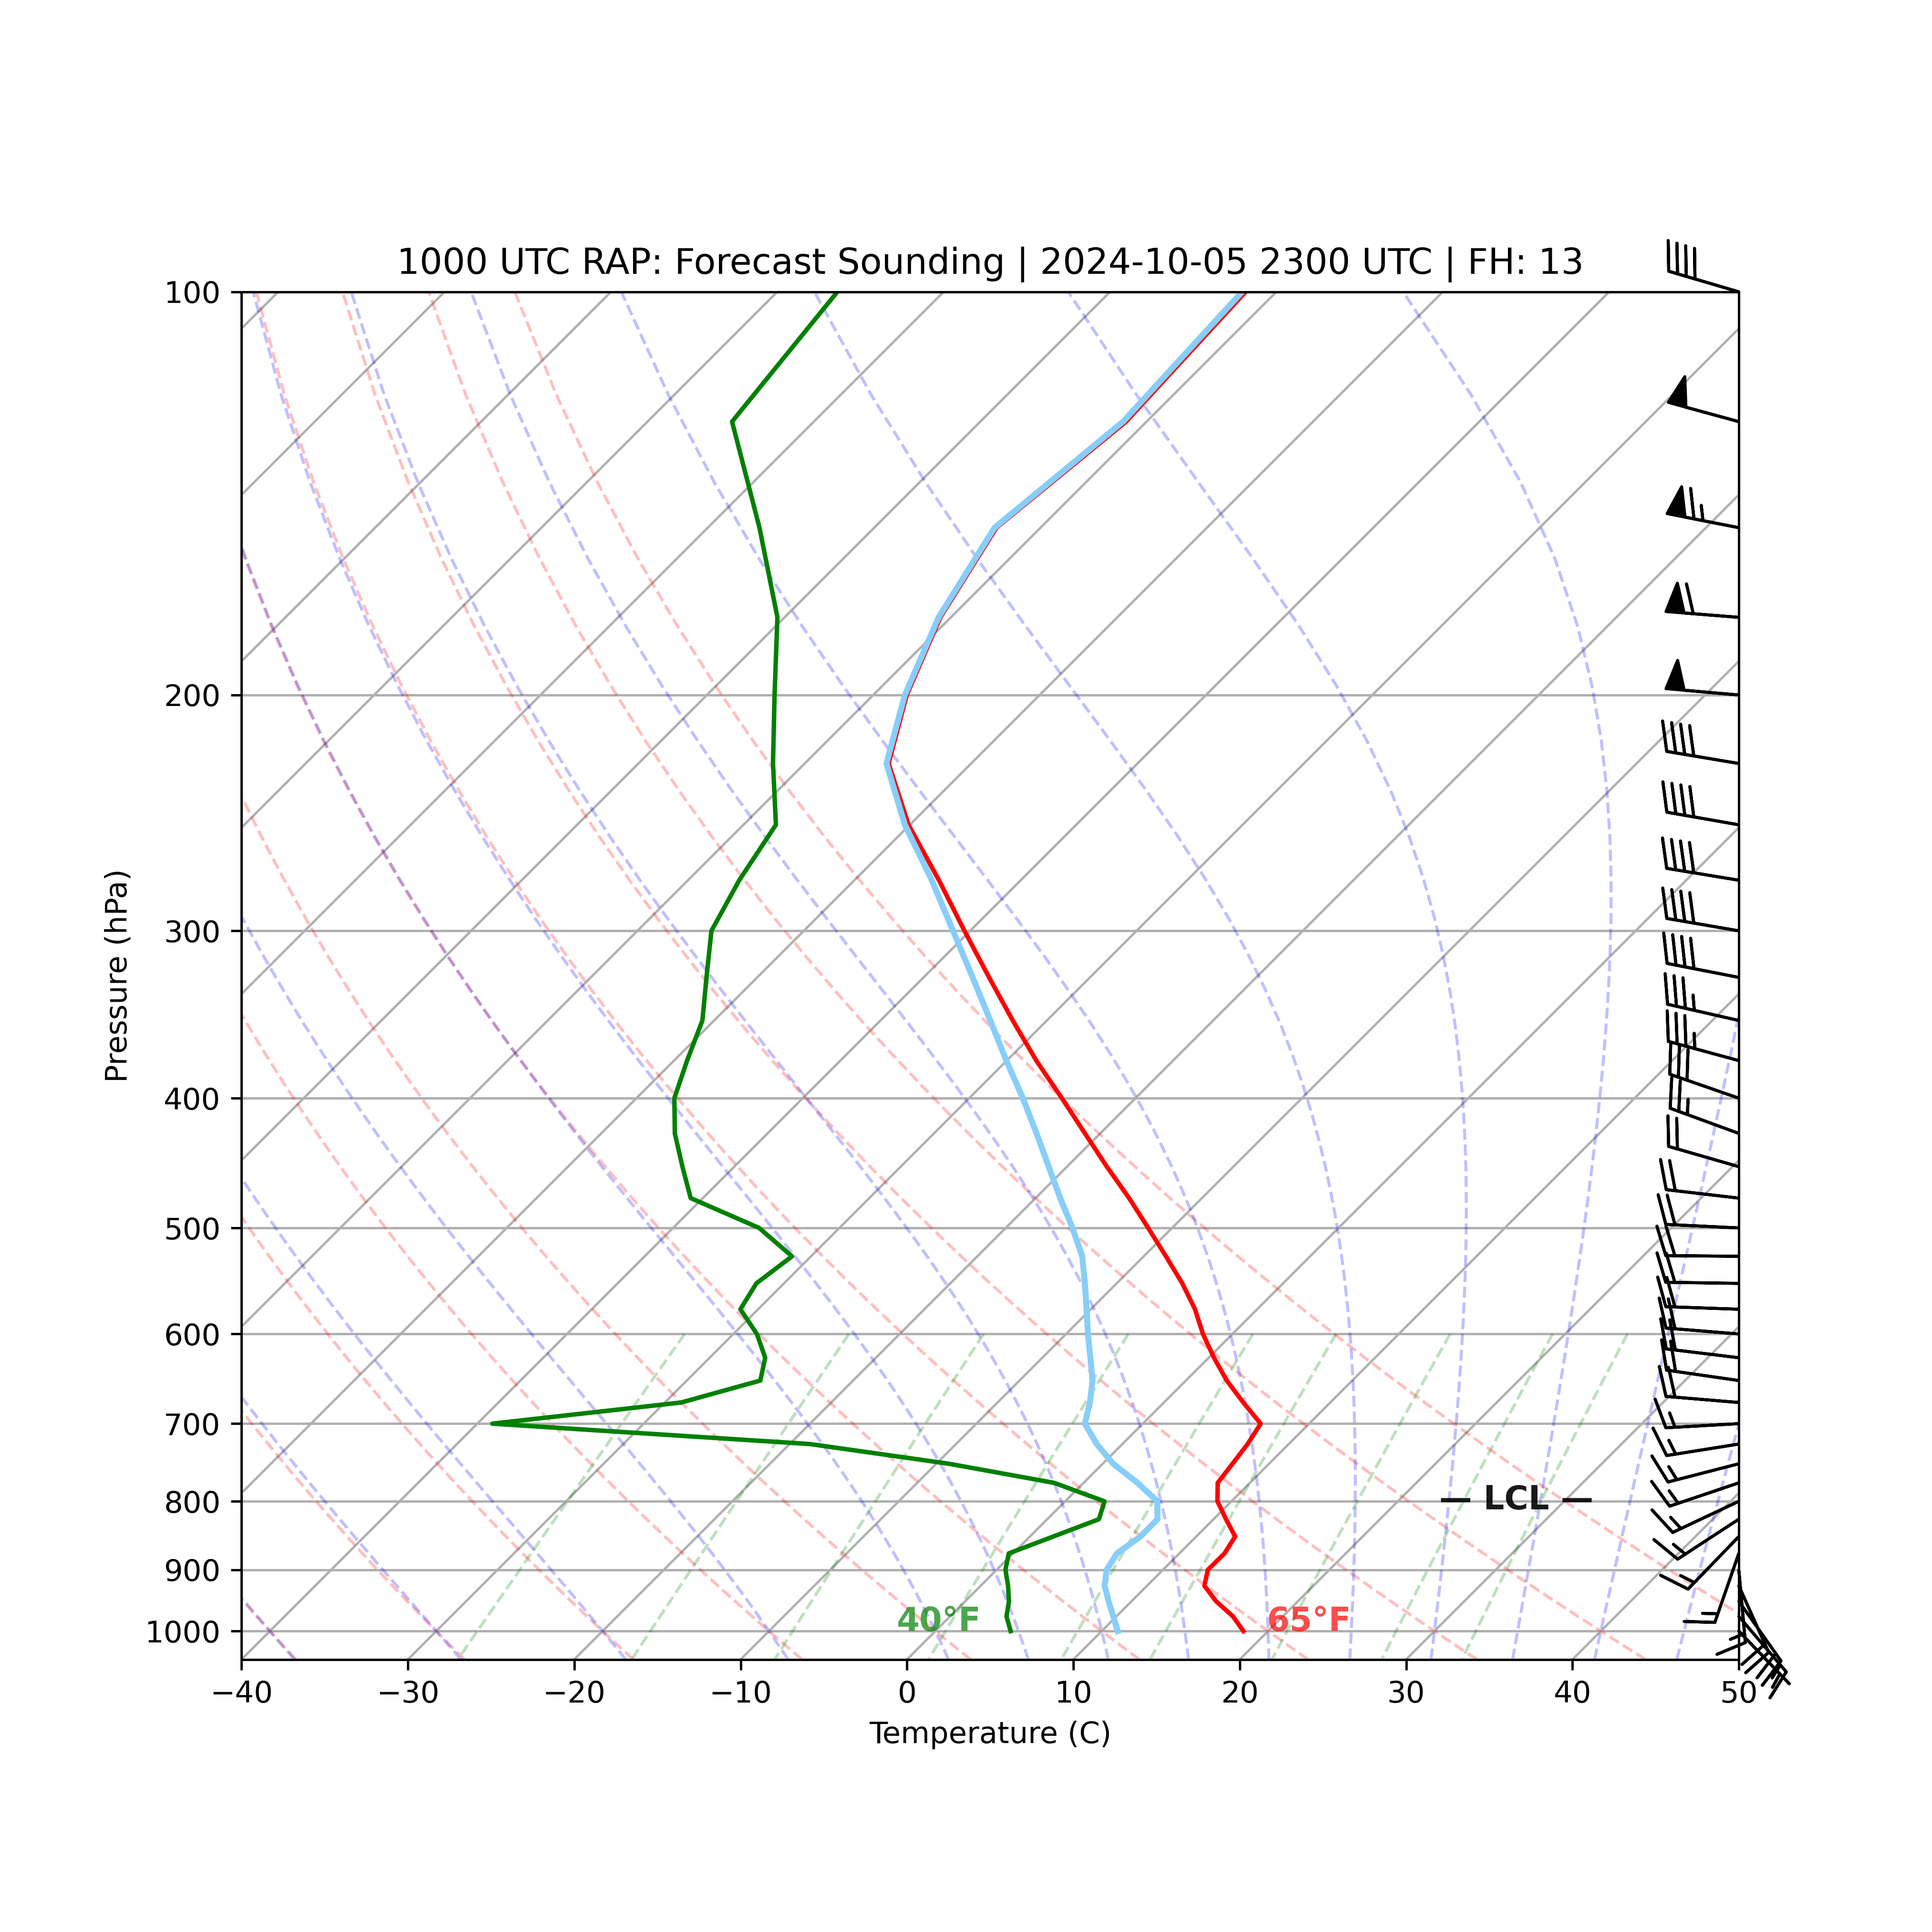 1000 UTC RAP: Forecast Sounding | 2024-10-05 2300 UTC | FH: 13
100
200
300
400
500
600
700
800
900
1000
Pressure (hPa)
LCL
40°F
65°F
−40 −30 −20 −10 0 10 20 30 40 50
Temperature (C)